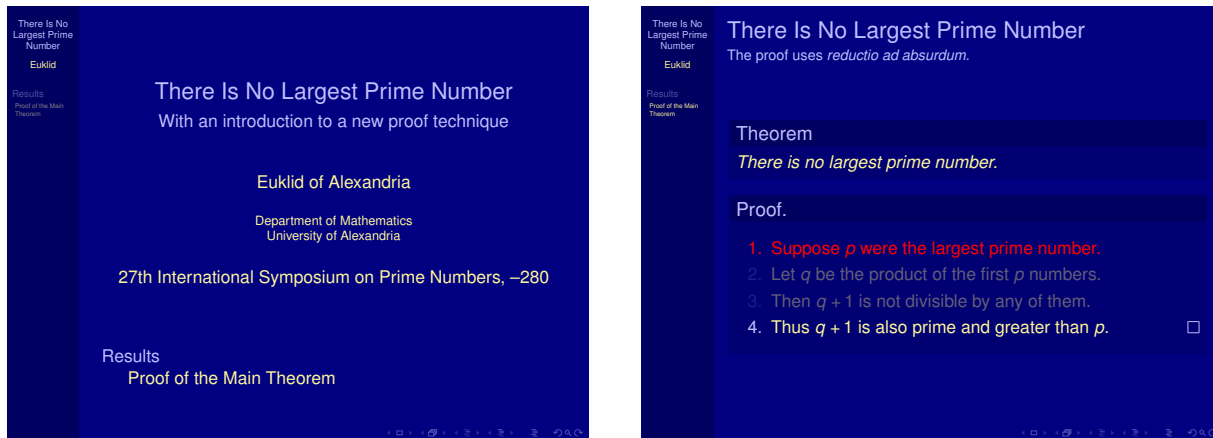 There Is No
Largest Prime
Number
Euklid
Results
Proof of the Main
Theorem
There Is No Largest Prime Number
With an introduction to a new proof technique
Euklid of Alexandria
Department of Mathematics
University of Alexandria
27th International Symposium on Prime Numbers, –280
Results
Proof of the Main Theorem
There Is No
Largest Prime
Number
Euklid
Results
Proof of the Main
Theorem
There Is No Largest Prime Number
The proof uses reductio ad absurdum.
Theorem
There is no largest prime number.
Proof.
1. Suppose p were the largest prime number.
2. Let q be the product of the first p numbers.
3. Then q + 1 is not divisible by any of them.
4. Thus q + 1 is also prime and greater than p. □